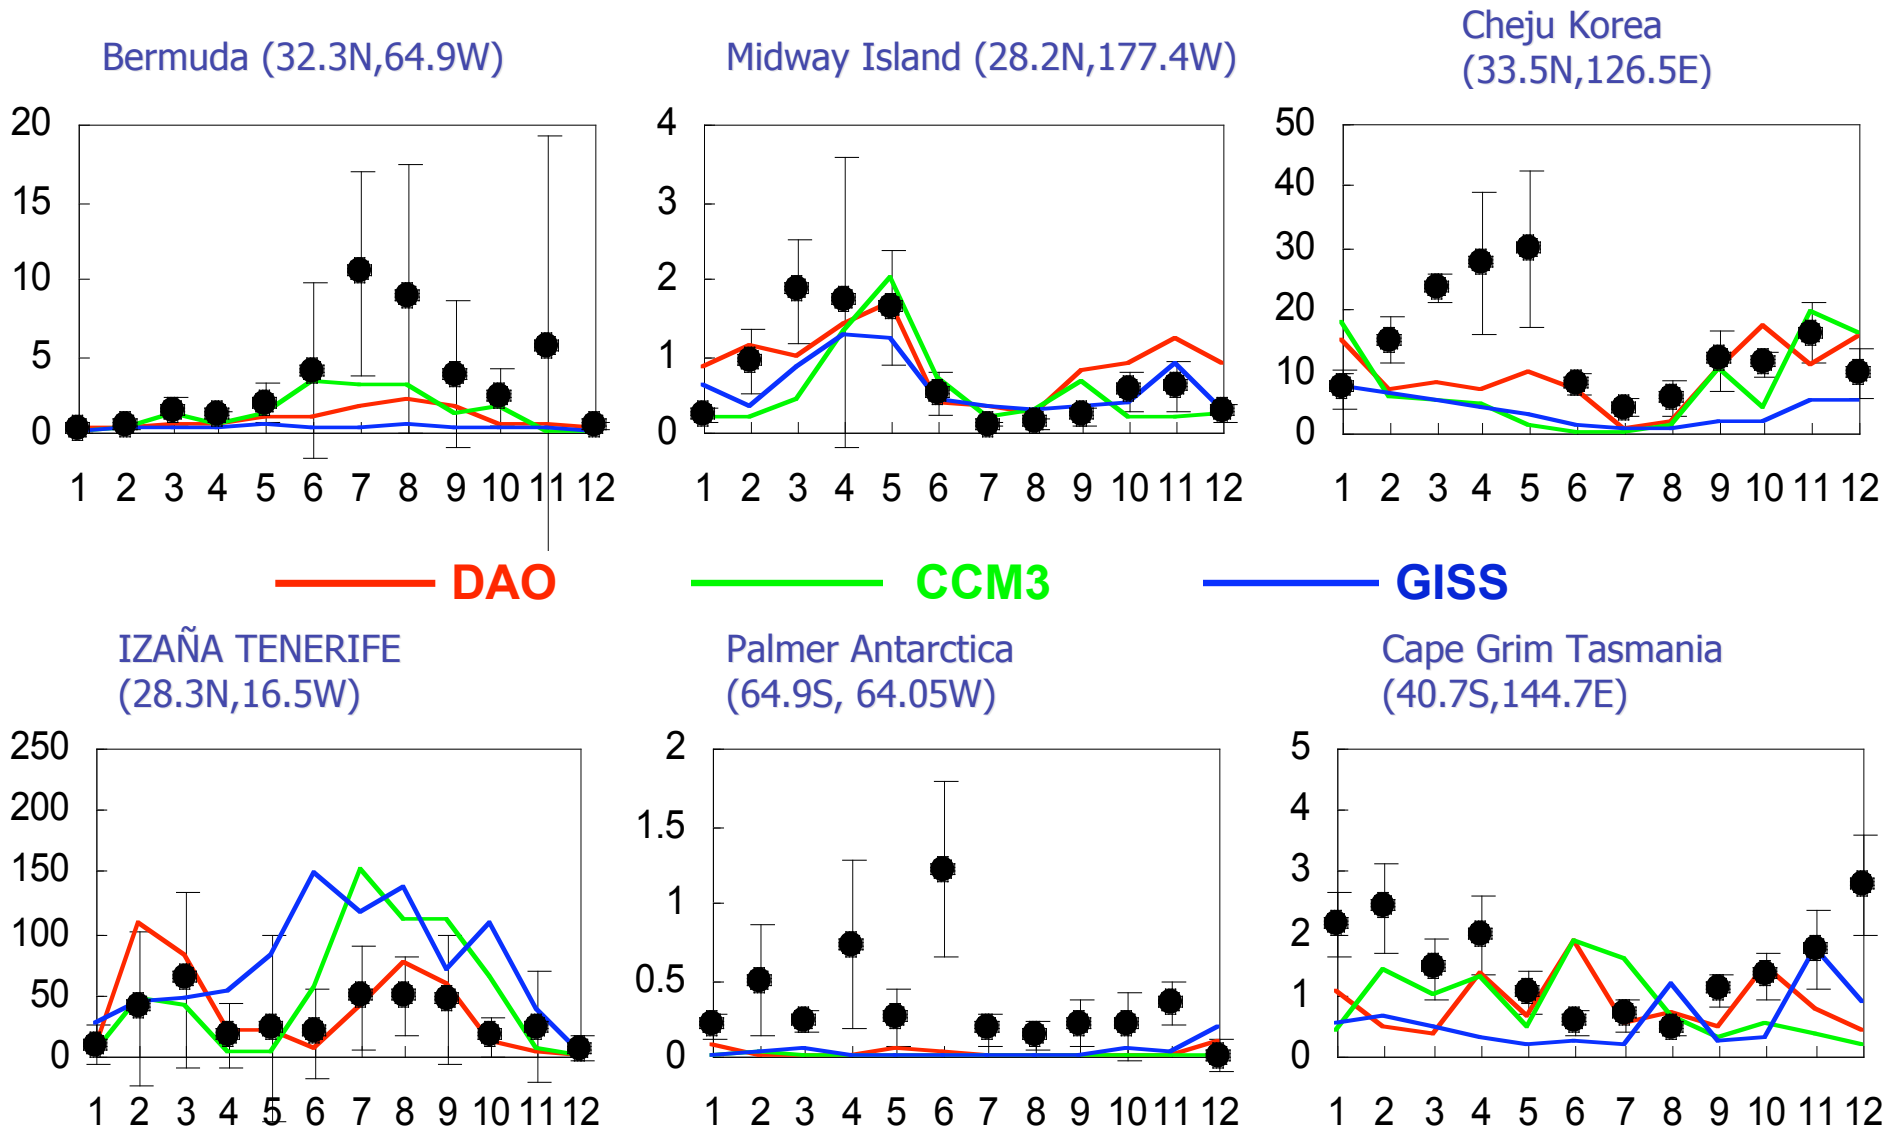 Bermuda (32.3N,64.9W)
Midway Island (28.2N,177.4W)
Cheju Korea
(33.5N,126.5E)
20
15
10
5
0
1 2 3 4 5 6 7 8 9 10 11 12
4
3
2
1
0
1 2 3 4 5 6 7 8 9 10 11 12
50
40
30
20
10
0
1 2 3 4 5 6 7 8 9 10 11 12
DAO
CCM3
GISS
IZAÑA TENERIFE
(28.3N,16.5W)
Palmer Antarctica
(64.9S, 64.05W)
Cape Grim Tasmania
(40.7S,144.7E)
250
200
150
100
50
0
1 2 3 4 5 6 7 8 9 10 11 12
2
1.5
1
0.5
0
1 2 3 4 5 6 7 8 9 10 11 12
5
4
3
2
1
0
1 2 3 4 5 6 7 8 9 10 11 12